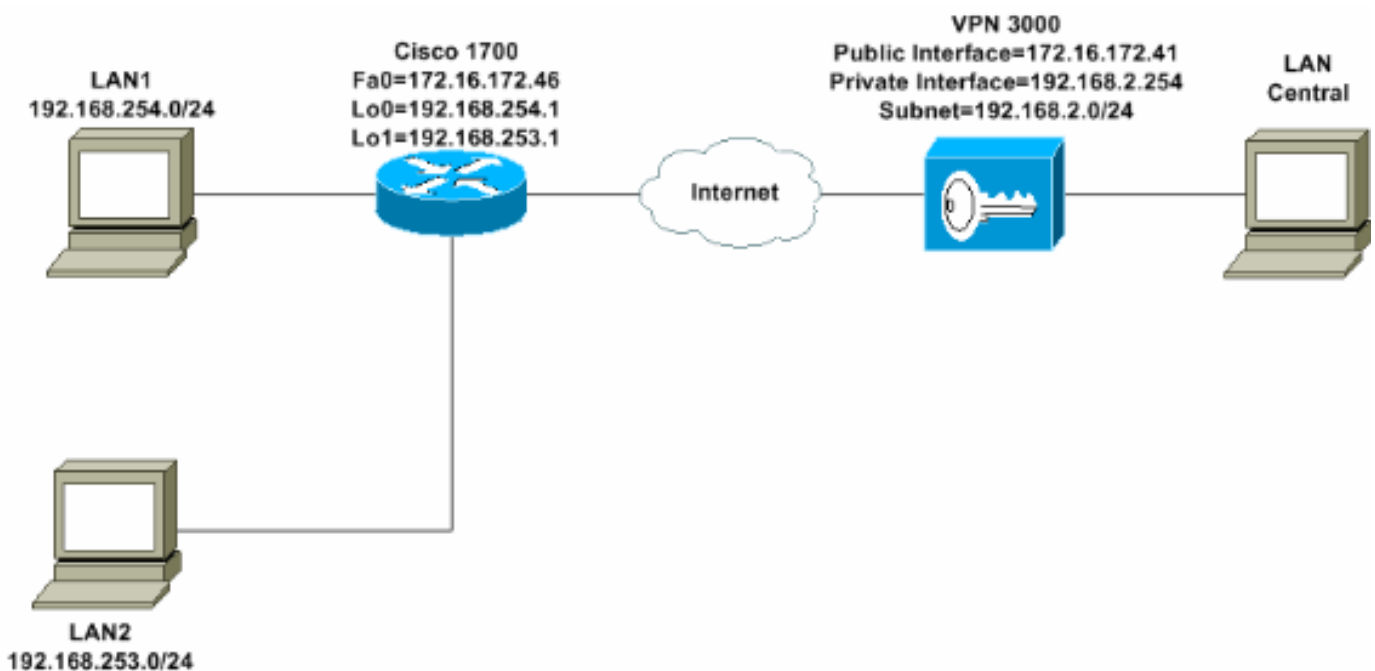 LAN1
192.168.254.0/24
Cisco 1700
Fa0=172.16.172.46
Lo0=192.168.254.1
Lo1=192.168.253.1
Internet
VPN 3000
Public Interface=172.16.172.41
Private Interface=192.168.2.254
Subnet=192.168.2.0/24
LAN
Central
LAN2
192.168.253.0/24